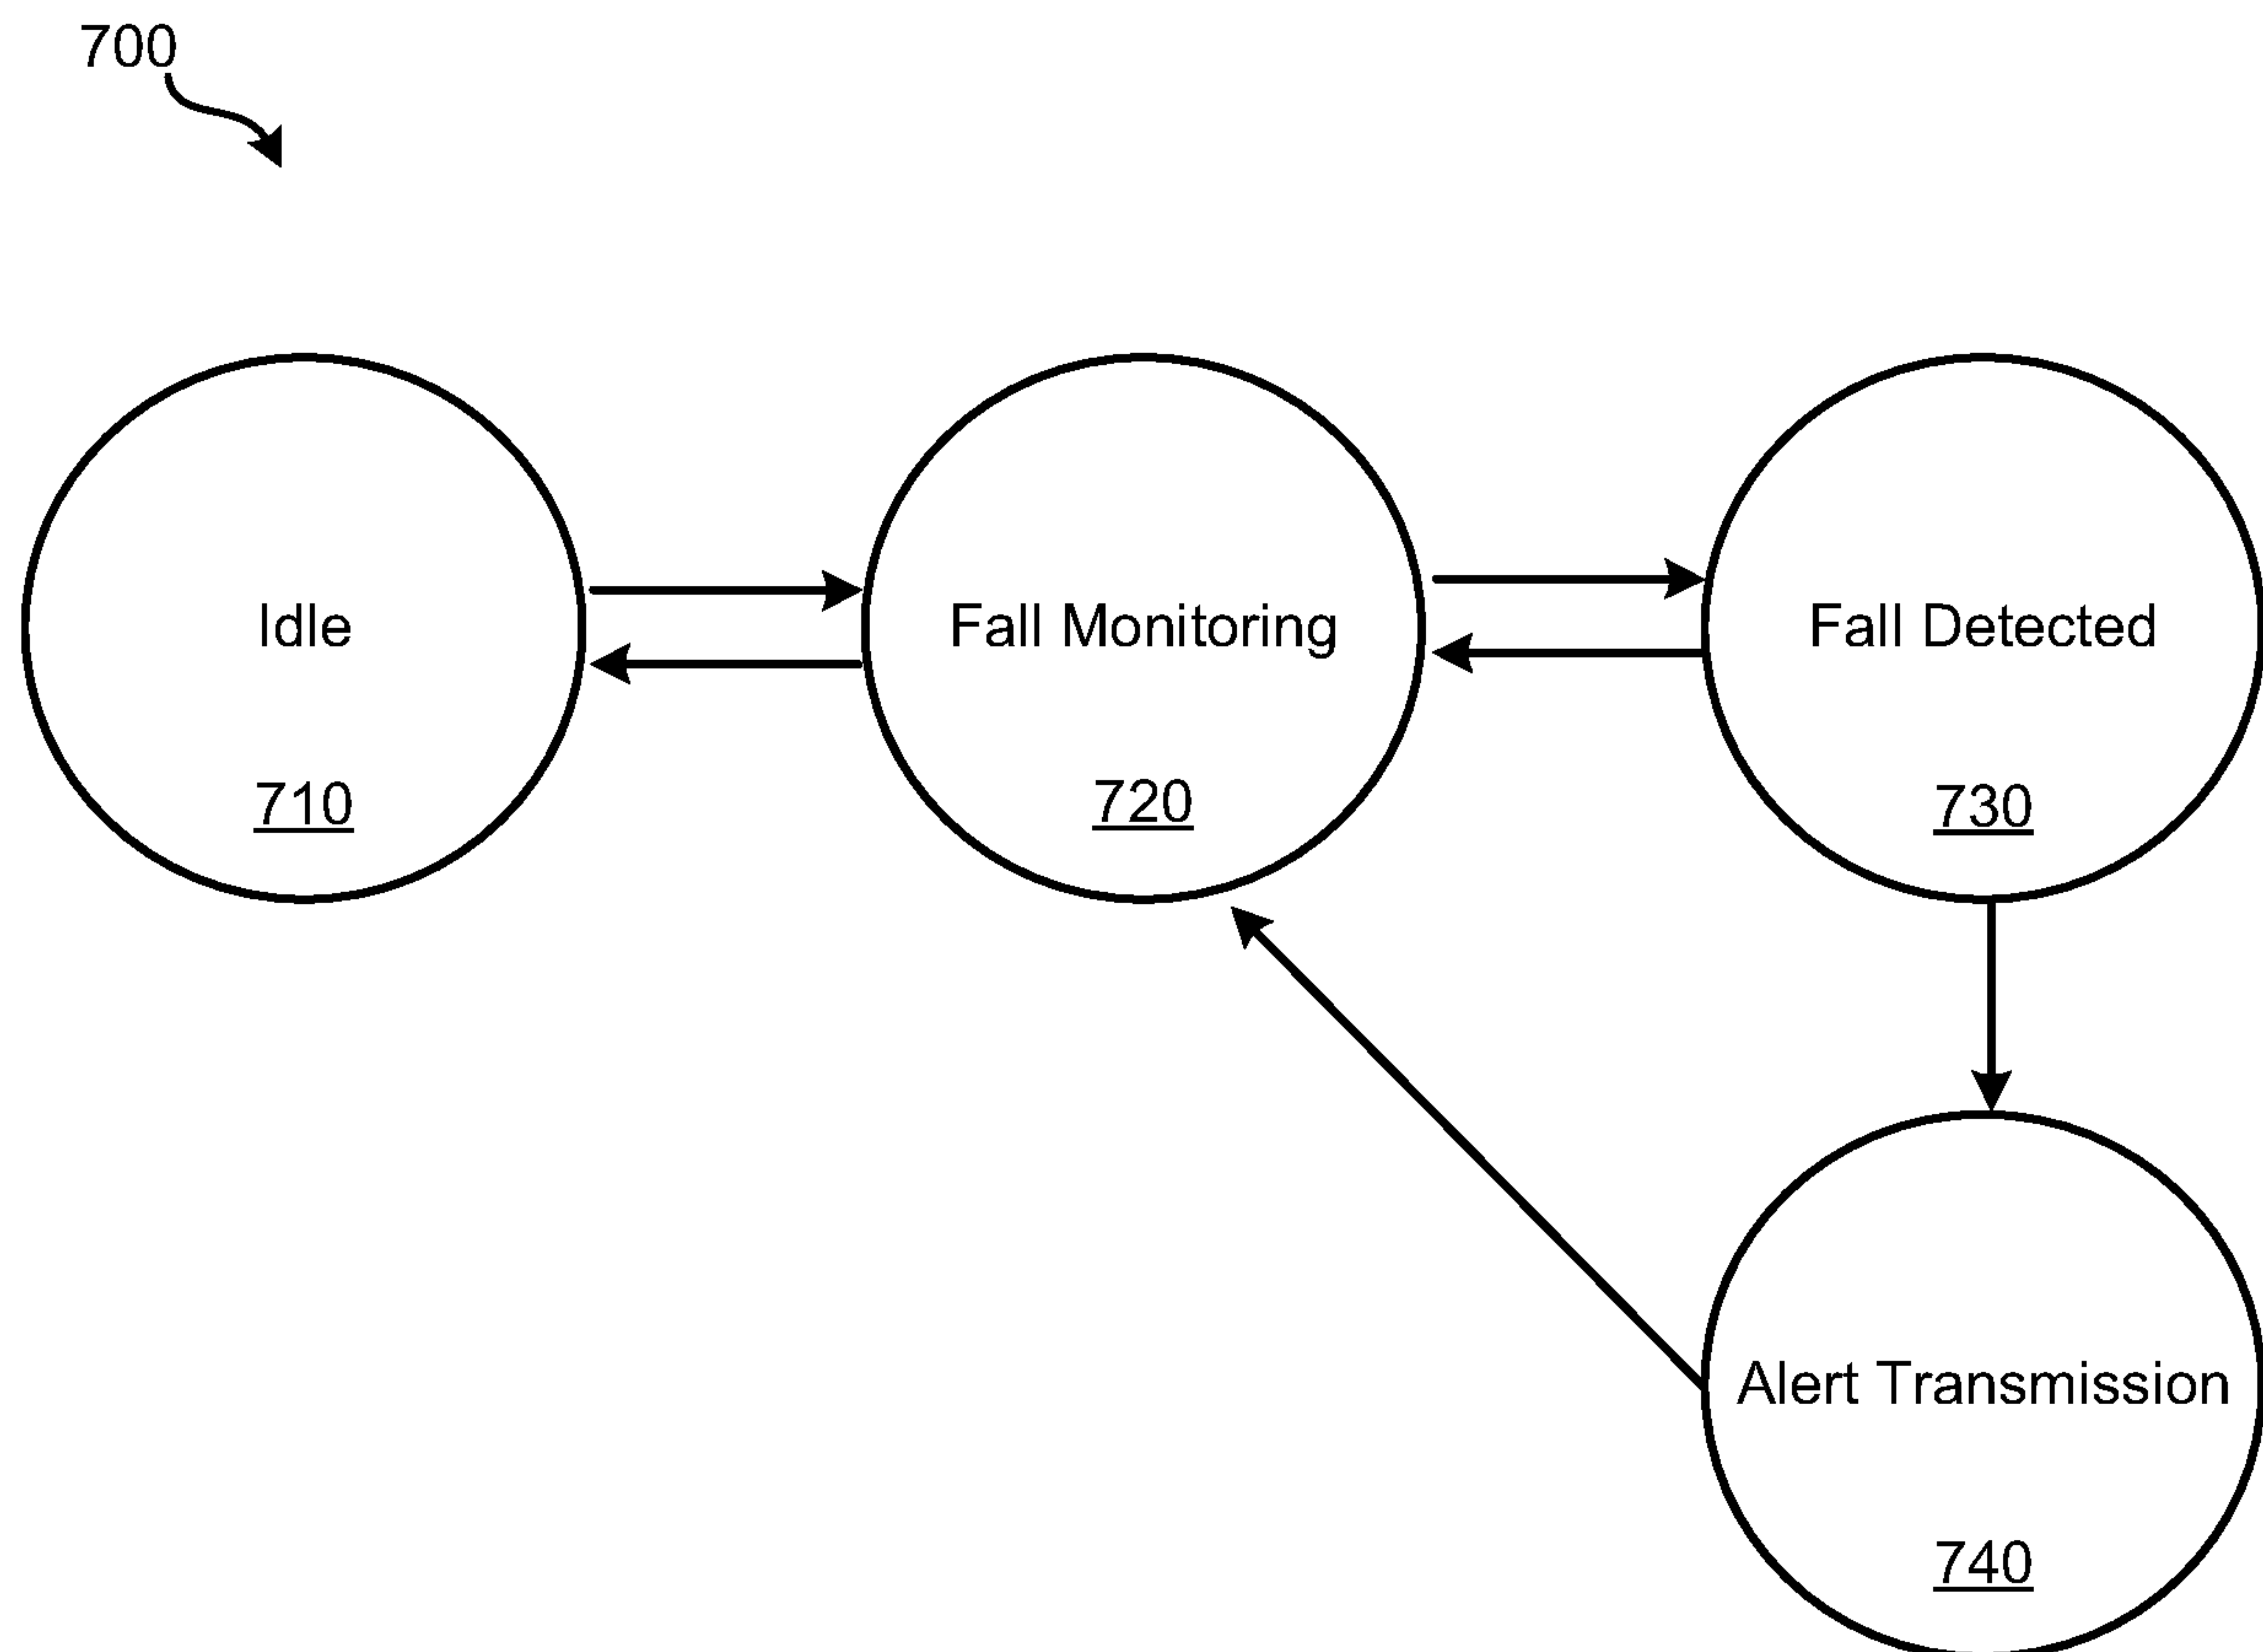 700
Idle
Fall Monitoring
Fall Detected
710
720
730
Alert Transmission
740